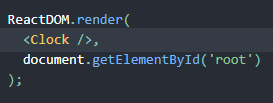 ReactDOM.render(
  <Clock />,
  document.getElementById('root')
);